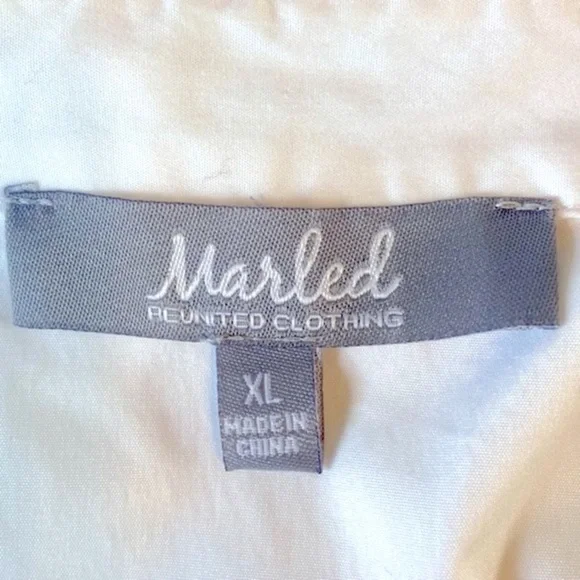 Marled
REUNITED CLOTHING
XL
MADE IN
CHINA